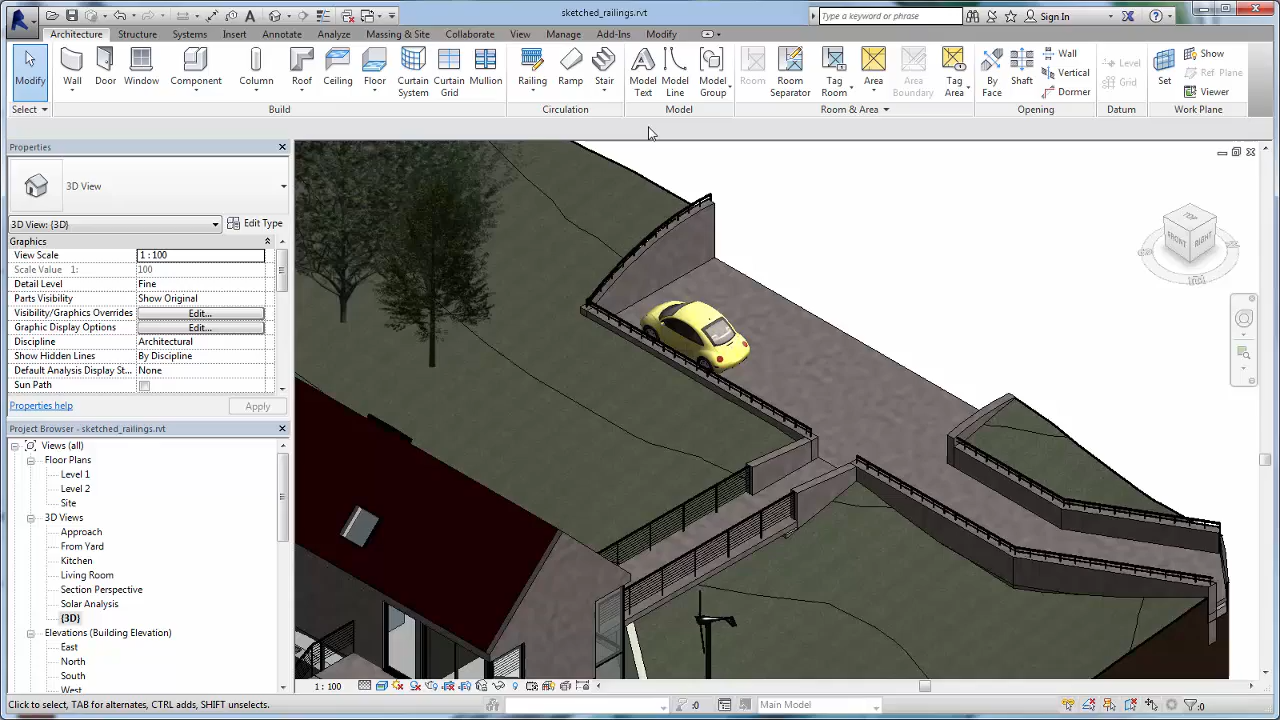 sketched_railings.rvt
Type a keyword or phrase
Sign In
Architecture Structure Systems Insert Annotate Analyze Massing & Site Collaborate View Manage Add-Ins Modify
Modify Wall Door Window Component Column Roof Ceiling Floor Curtain System Curtain Grid Mullion Railing Ramp Stair Model Text Model Line Model Group Room Room Separator Tag Room Area Area Boundary Tag Area By Face Shaft Wall Vertical Dormer Level Grid Set Show Ref Plane Viewer
Select Build Circulation Model Room & Area Opening Datum Work Plane
Properties
3D View
3D View: {3D} Edit Type
Graphics
View Scale 1 : 100
Scale Value 1: 100
Detail Level Fine
Parts Visibility Show Original
Visibility/Graphics Overrides Edit...
Graphic Display Options Edit...
Discipline Architectural
Show Hidden Lines By Discipline
Default Analysis Display St... None
Sun Path
Properties help Apply
Project Browser - sketched_railings.rvt
Views (all)
Floor Plans
Level 1
Level 2
Site
3D Views
Approach
From Yard
Kitchen
Living Room
Section Perspective
Solar Analysis
{3D}
Elevations (Building Elevation)
East
North
South
West
TOP
FRONT RIGHT
1 : 100
Click to select, TAB for alternates, CTRL adds, SHIFT unselects.
:0
Main Model
:0